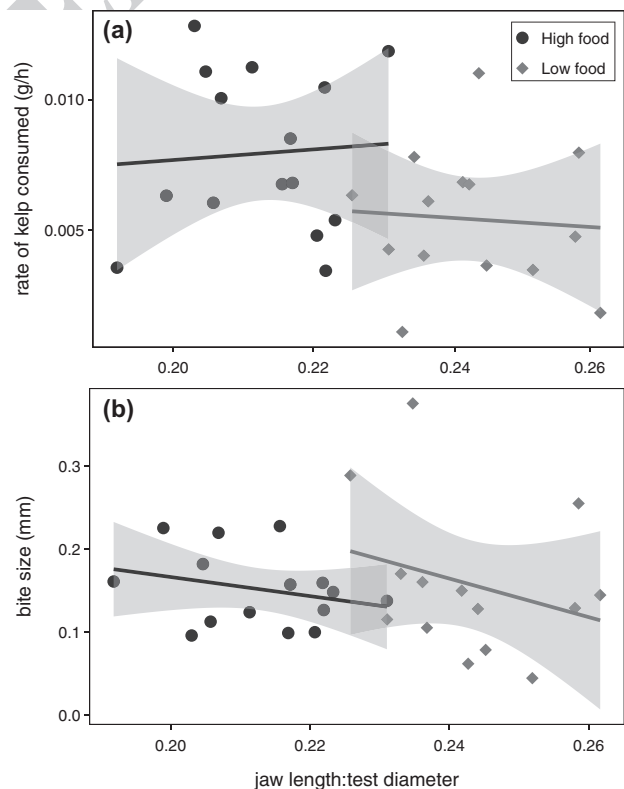 (a)
High food
Low food
0.010
0.005
rate of kelp consumed (g/h)
0.20
0.22
0.24
0.26
(b)
0.3
0.2
0.1
0.0
bite size (mm)
0.20
0.22
0.24
0.26
jaw length:test diameter